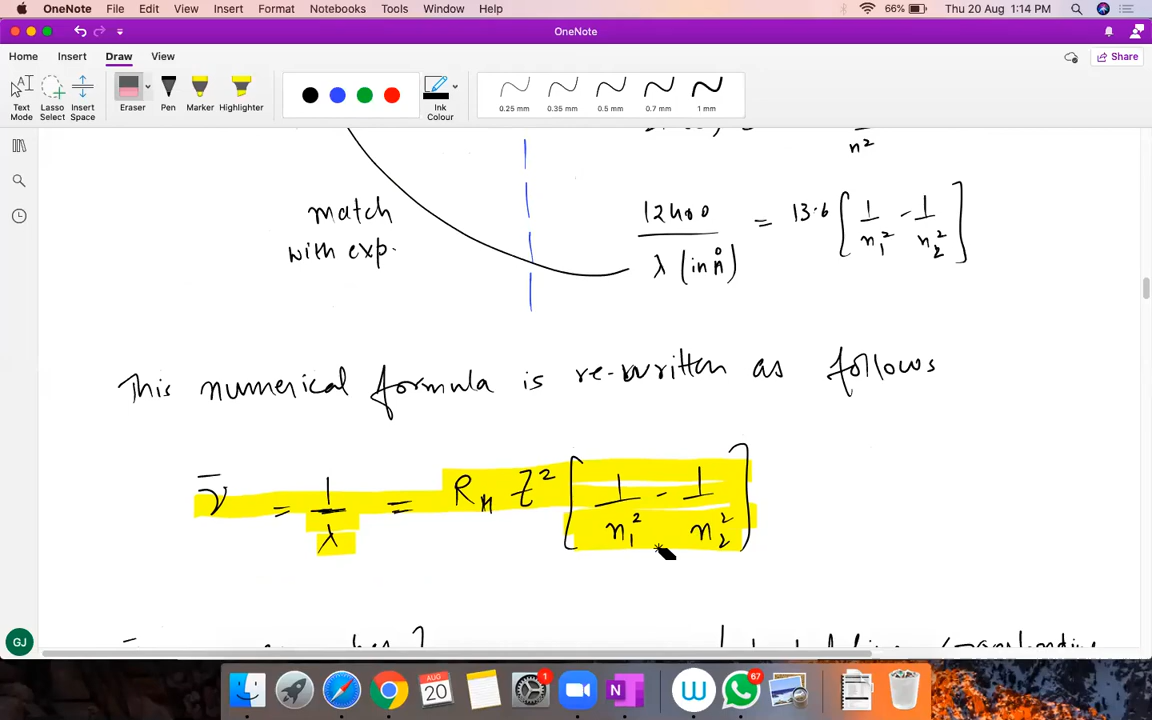 OneNote File Edit View Insert Format Notebooks Tools Window Help 66% Thu 20 Aug 1:14 PM
OneNote
Home Insert Draw View Share
Text Mode Lasso Select Insert Space Eraser Pen Marker Highlighter Ink Colour 0.25 mm 0.35 mm 0.5 mm 0.7 mm 1 mm
n²
match
with exp.
12400 / λ (in Å) = 13.6 [1/n₁² - 1/n₂²]
This numerical formula is re-written as follows
ν̅ = 1/λ = R_H Z² [1/n₁² - 1/n₂²]
GJ
AUG 20 1 W 67